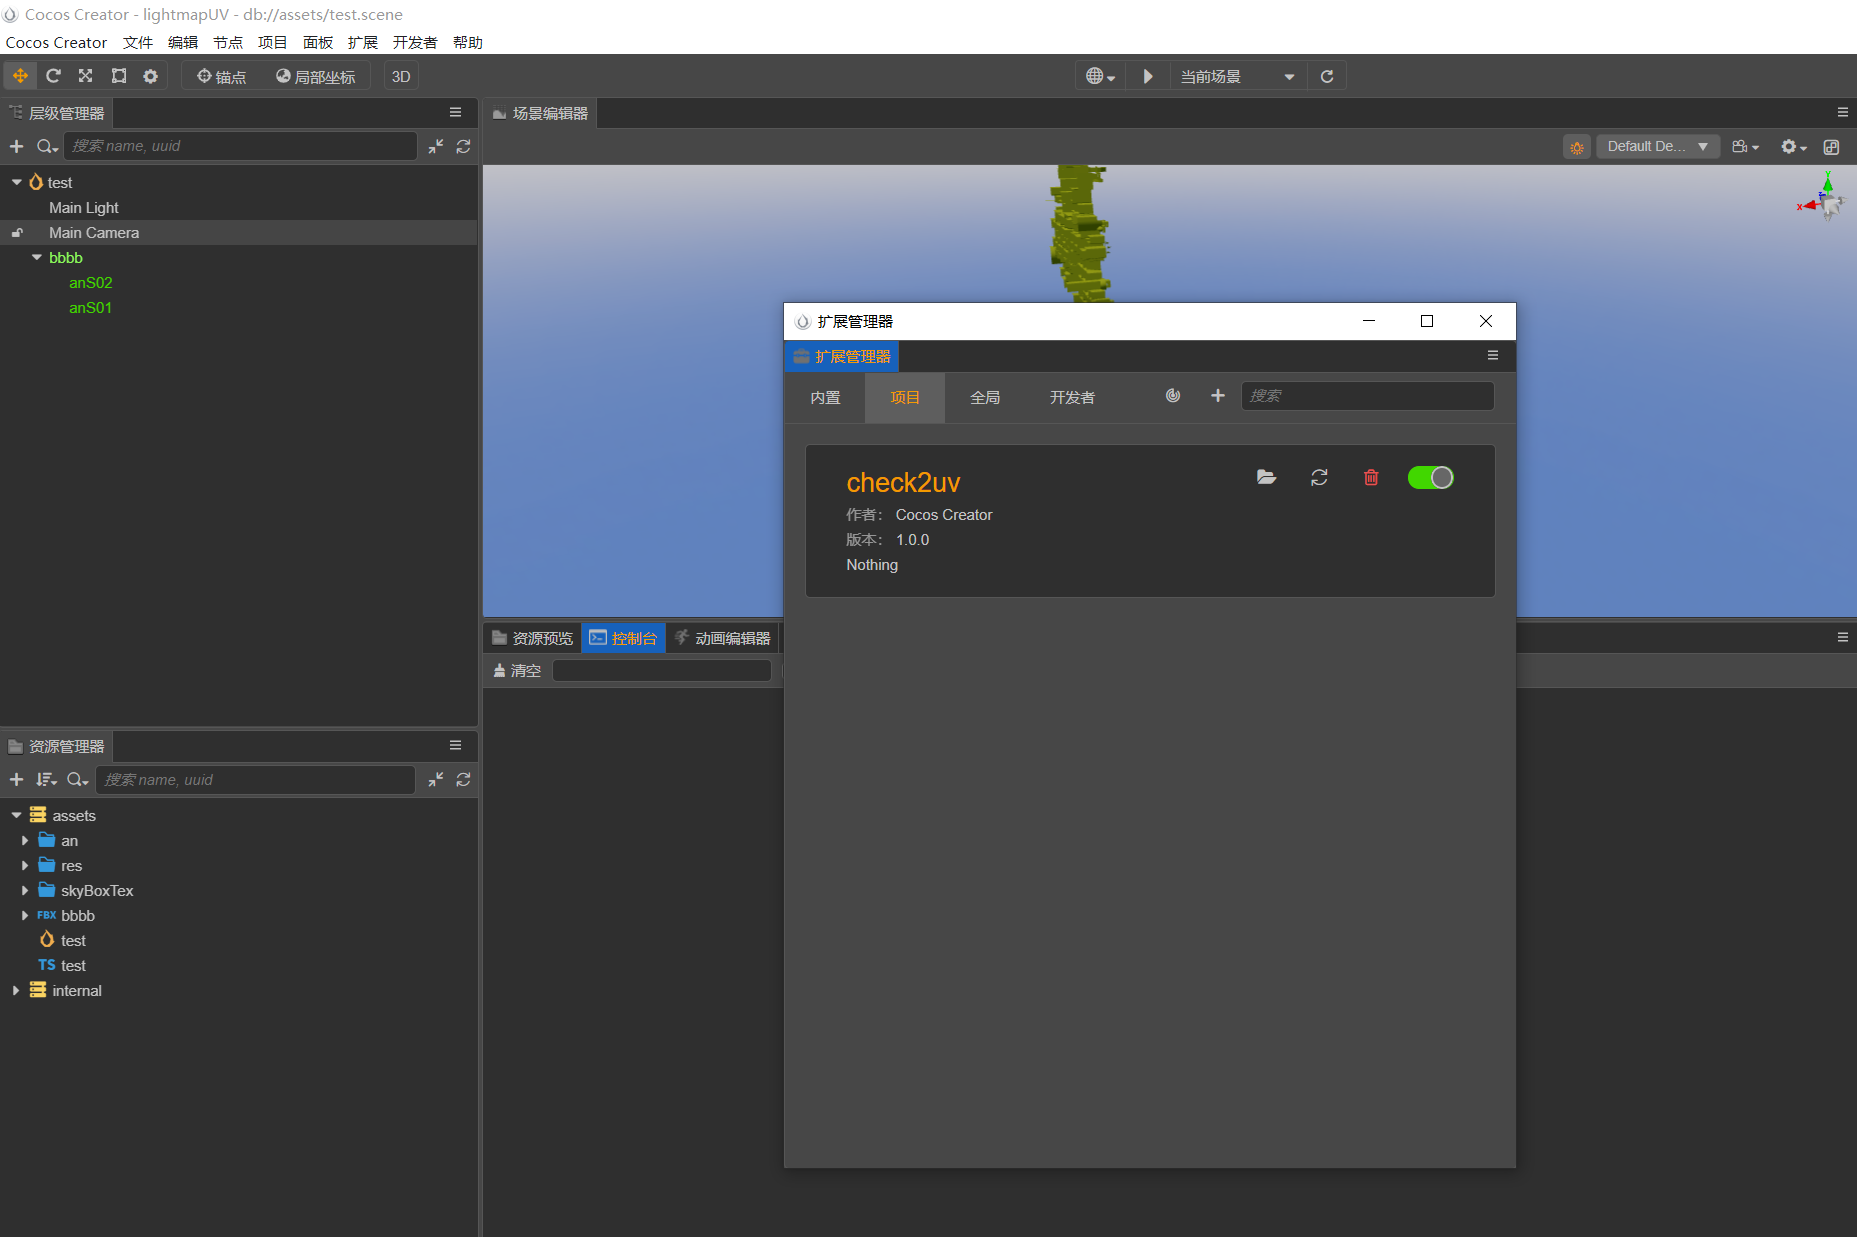 Cocos Creator - lightmapUV - db://assets/test.scene
Cocos Creator 文件 编辑 节点 项目 面板 扩展 开发者 帮助
锚点 局部坐标 3D 当前场景
层级管理器
搜索 name, uuid
test
Main Light
Main Camera
bbbb
anS02
anS01
场景编辑器
Default De...
Y
X
扩展管理器
扩展管理器
内置 项目 全局 开发者 搜索
check2uv
作者： Cocos Creator
版本： 1.0.0
Nothing
资源预览 控制台 动画编辑器
清空
资源管理器
搜索 name, uuid
assets
an
res
skyBoxTex
FBX bbbb
test
TS test
internal